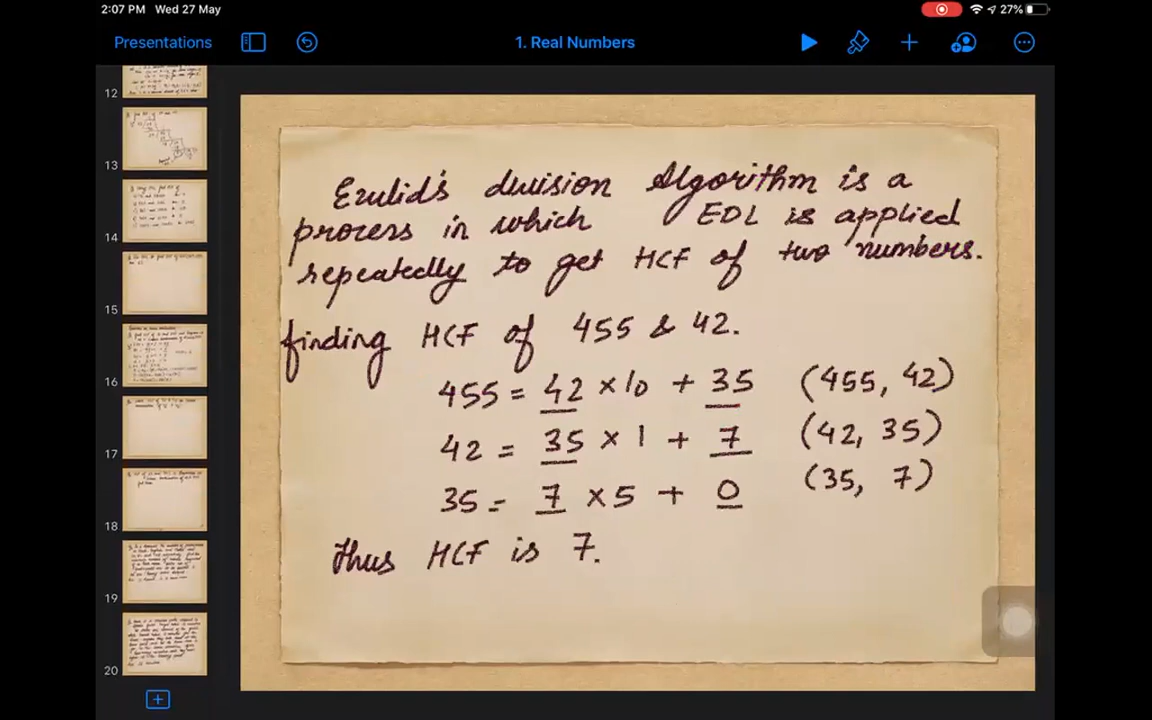 2:07 PM Wed 27 May
27%
Presentations
1. Real Numbers
12
13
14
15
16
17
18
19
20
Euclid's division Algorithm is a
process in which EDL is applied
repeatedly to get HCF of two numbers.
finding HCF of 455 & 42.
455 = 42 × 10 + 35 (455, 42)
42 = 35 × 1 + 7 (42, 35)
35 = 7 × 5 + 0 (35, 7)
Thus HCF is 7.